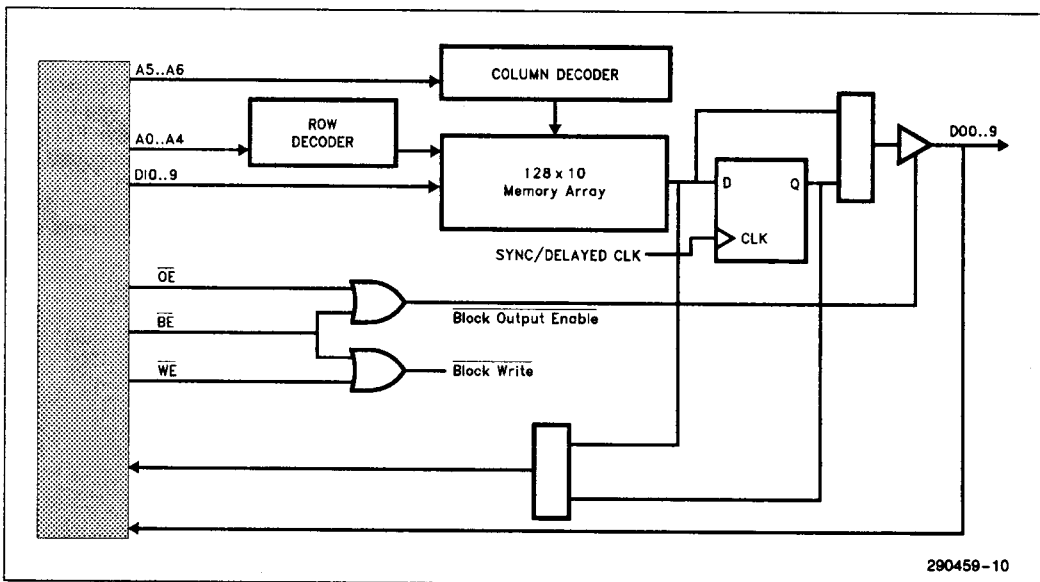 A5..A6
COLUMN DECODER
ROW
DECODER
A0..A4
DI0..9
128 x 10
Memory Array
D
Q
CLK
DO0..9
SYNC/DELAYED CLK
OE
Block Output Enable
BE
WE
Block Write
290459-10